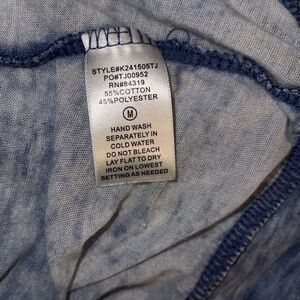 STYLE#K241505TJ
PO#TJ00952
RN#84319
55%COTTON
45%POLYESTER
M
HAND WASH
SEPARATELY IN
COLD WATER
DO NOT BLEACH
LAY FLAT TO DRY
IRON ON LOWEST
SETTING AS NEEDED